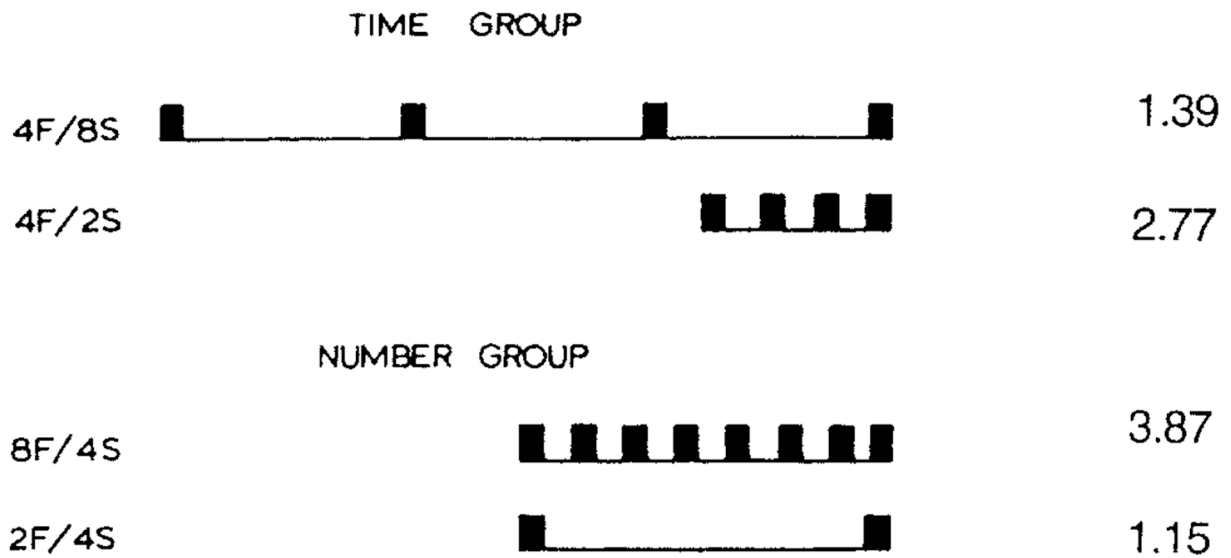 TIME GROUP
4F/8S 1.39
4F/2S 2.77
NUMBER GROUP
8F/4S 3.87
2F/4S 1.15